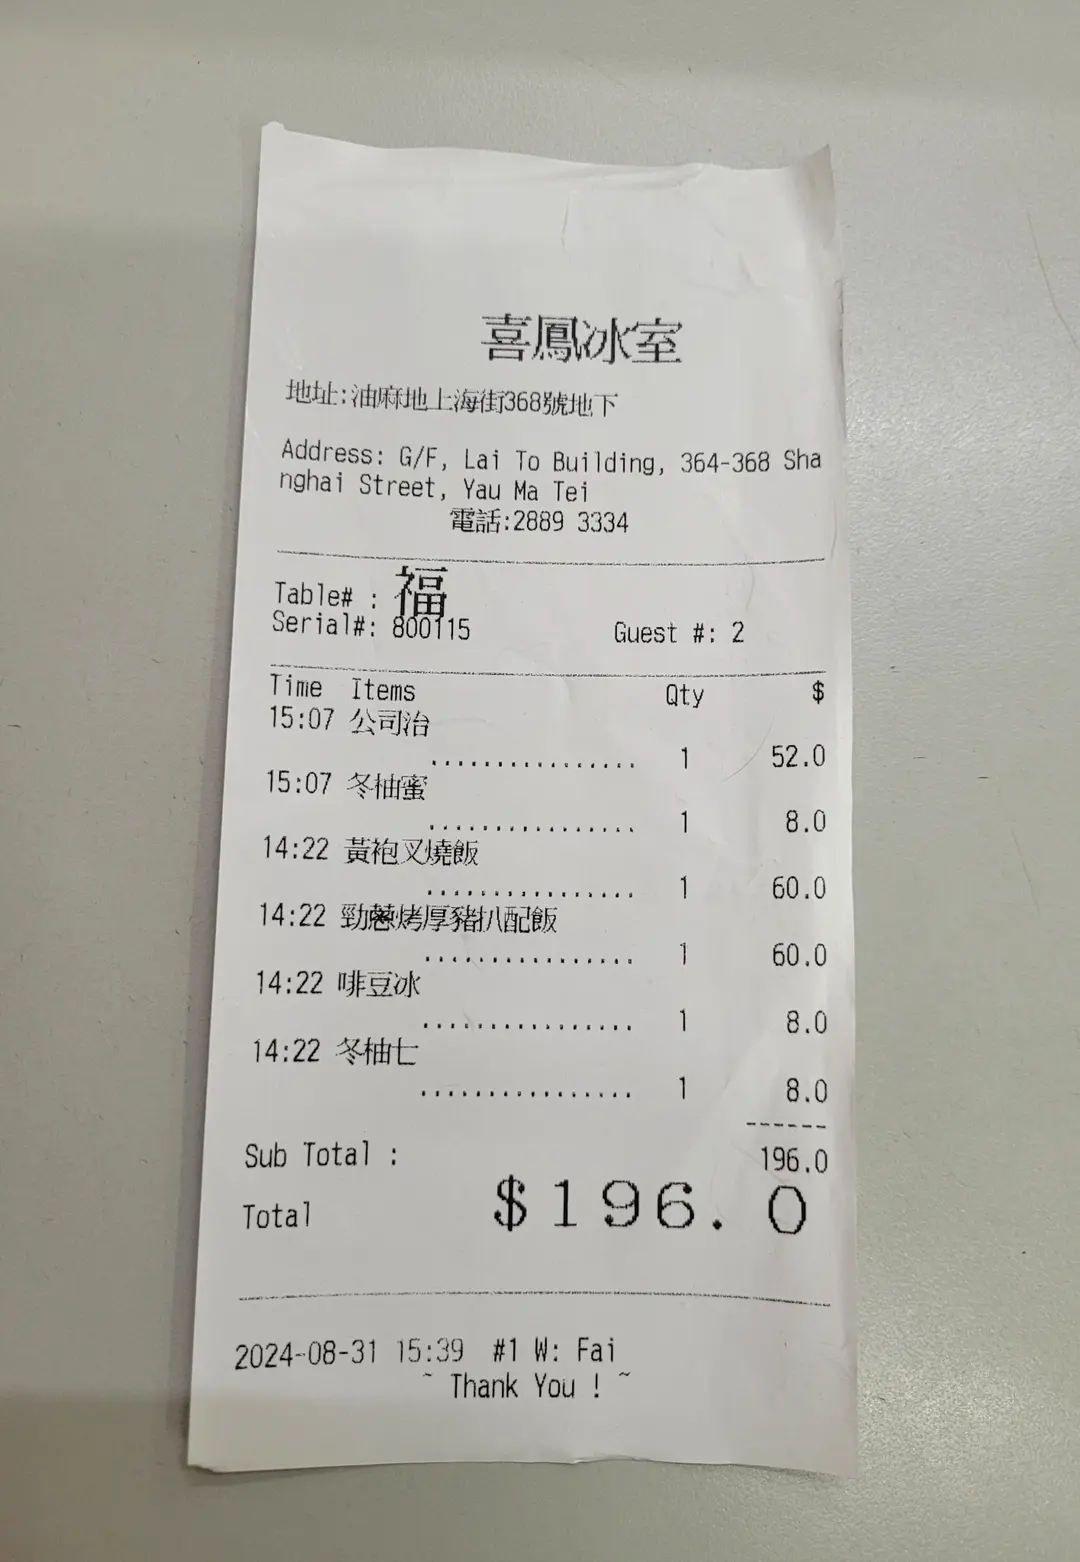 喜鳳冰室
地址:油麻地上海街368號地下
Address: G/F, Lai To Building, 364-368 Sha
nghai Street, Yau Ma Tei
電話:2889 3334
Table# : 福
Serial#: 800115 Guest #: 2
Time Items Qty $
15:07 公司治
................ 1 52.0
15:07 冬柚蜜
................ 1 8.0
14:22 黃袍叉燒飯
................ 1 60.0
14:22 勁蔥烤厚豬扒配飯
................ 1 60.0
14:22 啡豆冰
................ 1 8.0
14:22 冬柚七
................ 1 8.0
------
Sub Total : 196.0
Total $196.0
2024-08-31 15:39 #1 W: Fai
~ Thank You ! ~